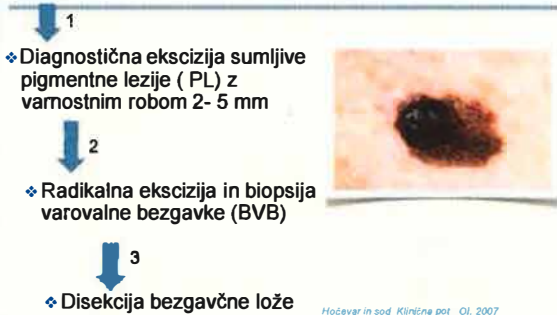 1
❖Diagnostična ekscizija sumljive
pigmentne lezije ( PL) z
varnostnim robom 2- 5 mm
2
❖Radikalna ekscizija in biopsija
varovalne bezgavke (BVB)
3
❖Disekcija bezgavčne lože
Hočevar in sod Klinična pot OI, 2007